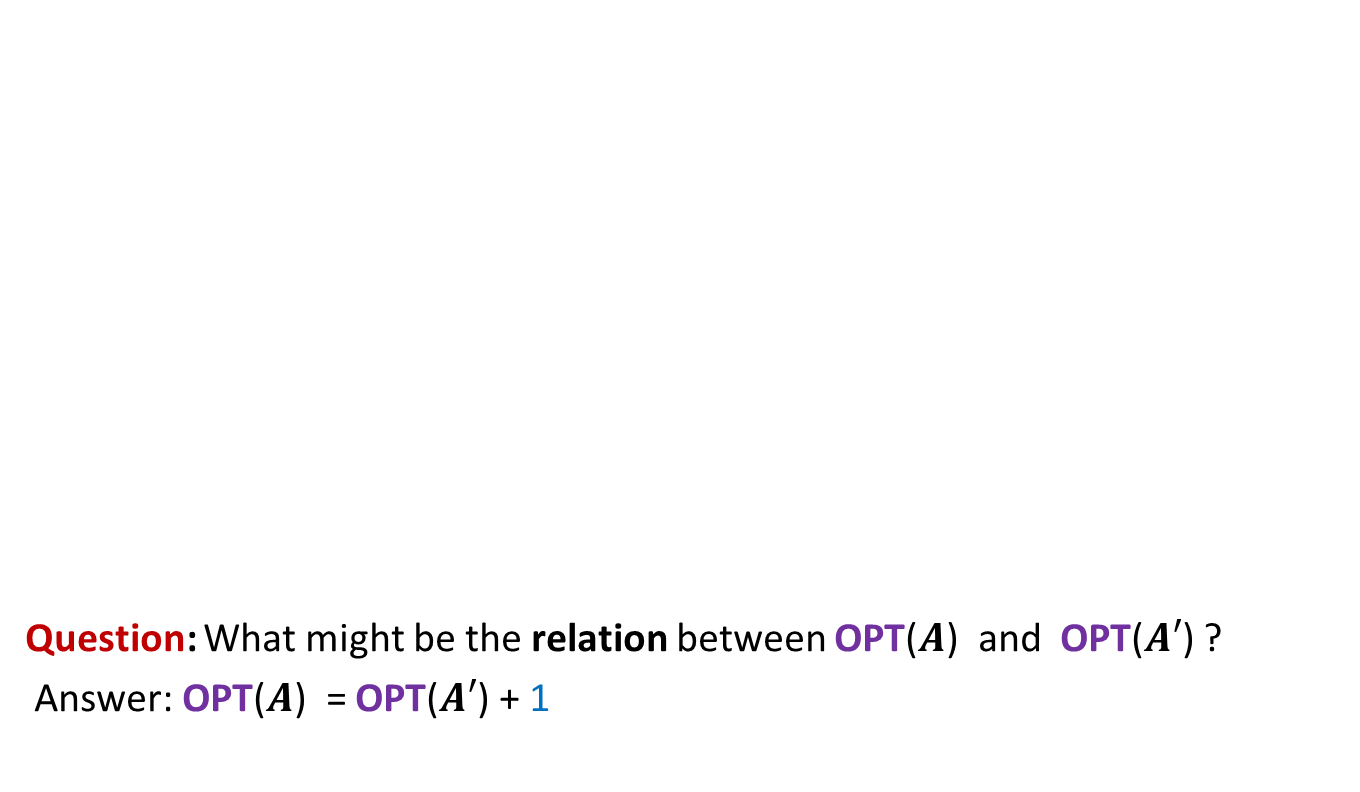 Question: What might be the relation between OPT(A) and OPT(A′) ?
Answer: OPT(A) = OPT(A′) + 1